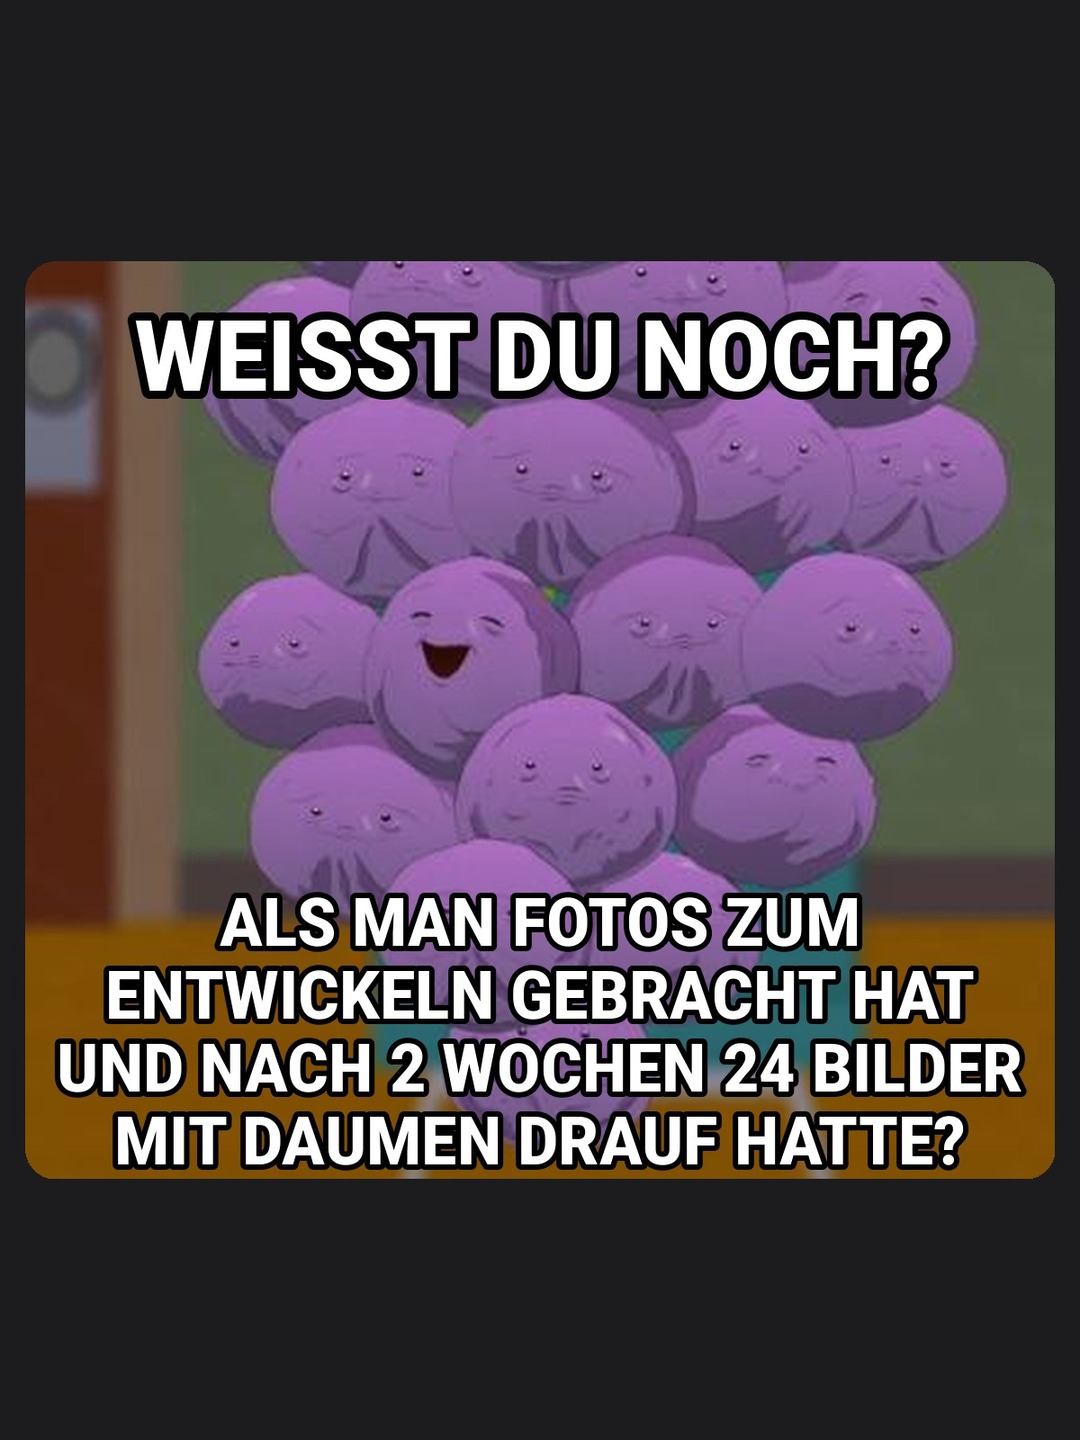 WEISST DU NOCH?
ALS MAN FOTOS ZUM
ENTWICKELN GEBRACHT HAT
UND NACH 2 WOCHEN 24 BILDER
MIT DAUMEN DRAUF HATTE?